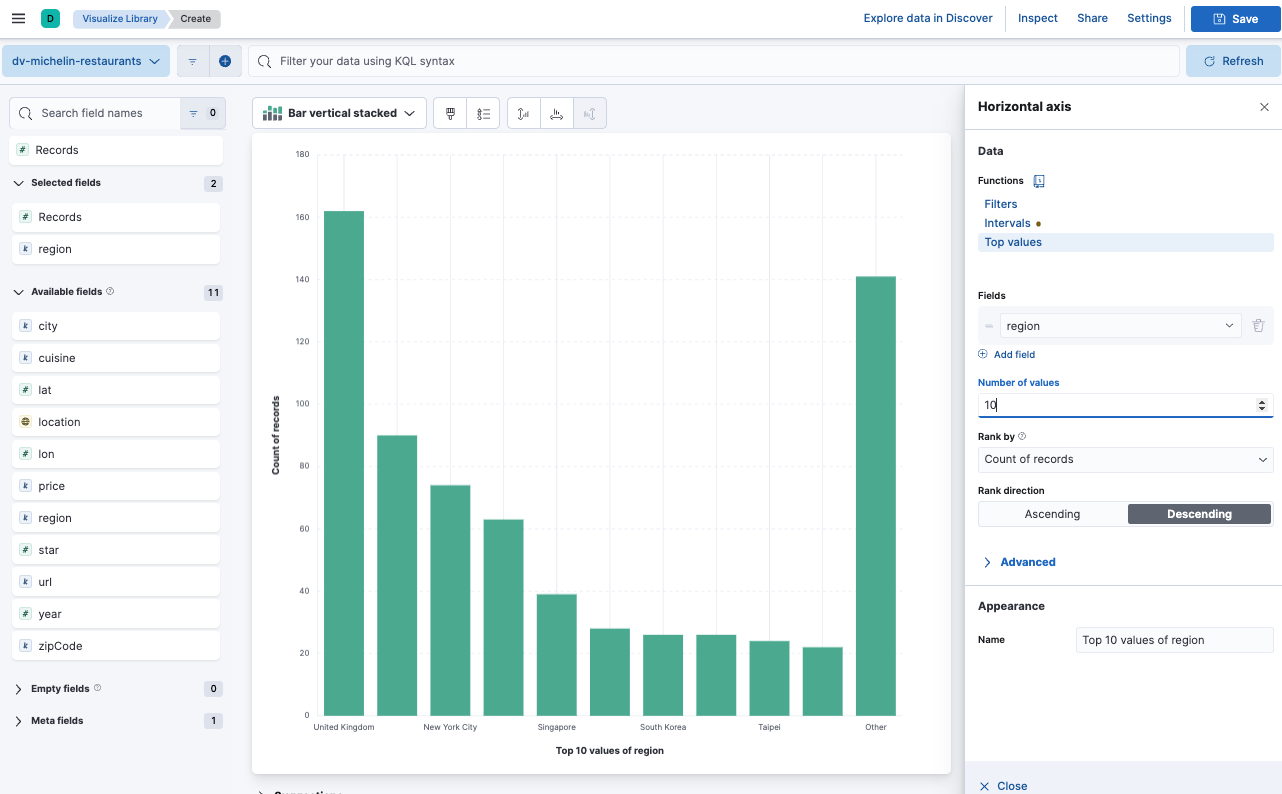 D Visualize Library Create Explore data in Discover Inspect Share Settings Save
dv-michelin-restaurants Filter your data using KQL syntax Refresh
Search field names 0
Records
Selected fields 2
# Records
k region
Available fields 11
k city
k cuisine
# lat
location
# lon
# price
k region
# star
k url
# year
k zipCode
Empty fields 0
Meta fields 1
Bar vertical stacked
180
160
140
120
100
80
60
40
20
0
Count of records
United Kingdom New York City Singapore South Korea Taipei Other
Top 10 values of region
Horizontal axis
Data
Functions
Filters
Intervals
Top values
Fields
region
Add field
Number of values
10
Rank by
Count of records
Rank direction
Ascending Descending
Advanced
Appearance
Name Top 10 values of region
Close